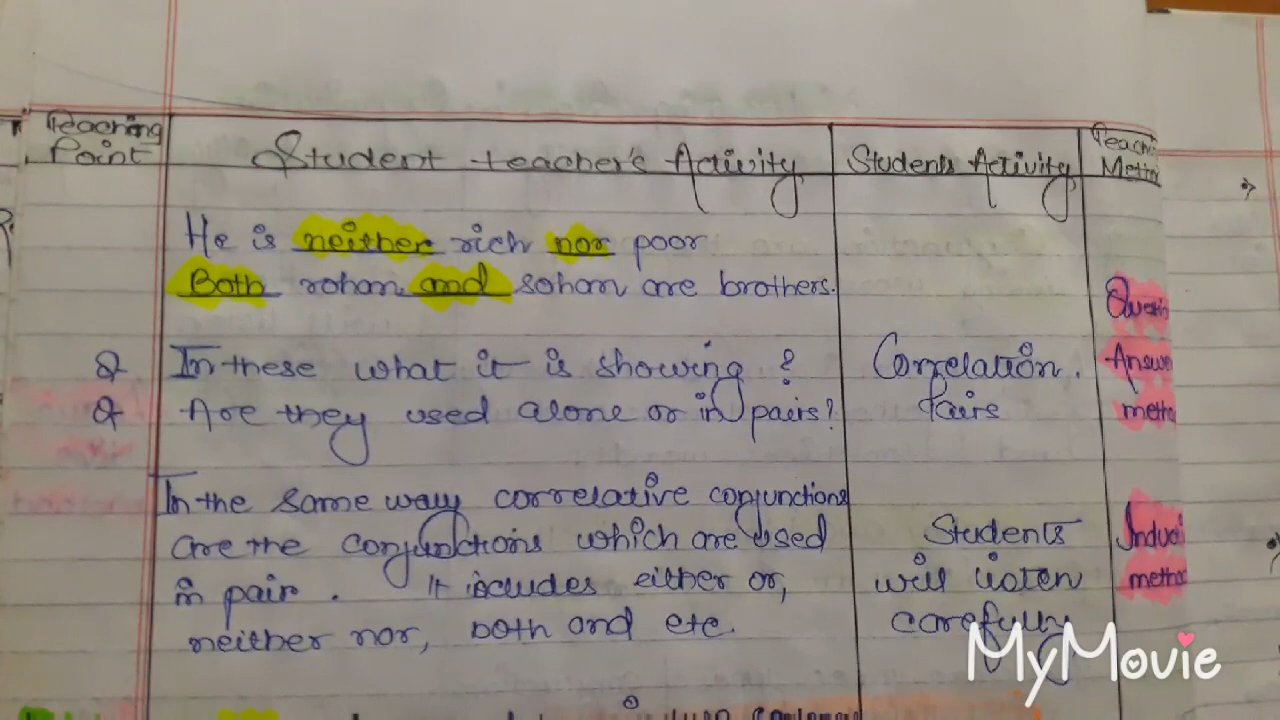 Teaching Point
Student teacher's Activity
Students Activity
He is neither rich nor poor
Both rohan and sohan are brothers.
Q In these what it is showing ?
Correlation.
Q Are they used alone or in pairs?
Pairs
In the same way correlative conjunctions
are the conjunctions which are used
in pair . It includes either or,
neither nor, both and etc.
Students
will listen
carefully
MyMovie